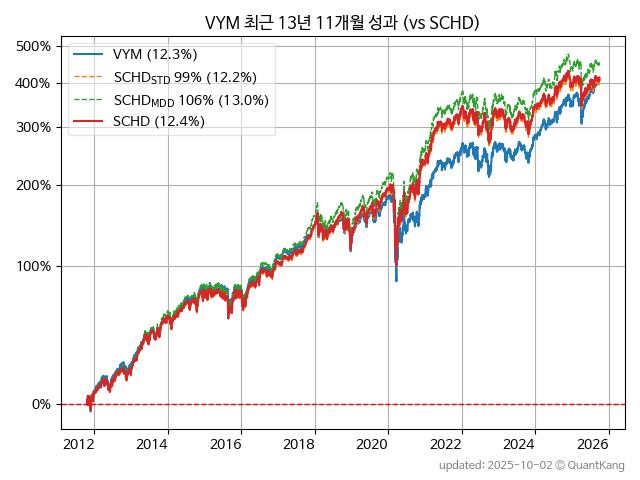 VYM 최근 13년 11개월 성과 (vs SCHD)
VYM (12.3%)
SCHD_STD 99% (12.2%)
SCHD_MDD 106% (13.0%)
SCHD (12.4%)
500%
400%
300%
200%
100%
0%
2012 2014 2016 2018 2020 2022 2024 2026
updated: 2025-10-02 © QuantKang